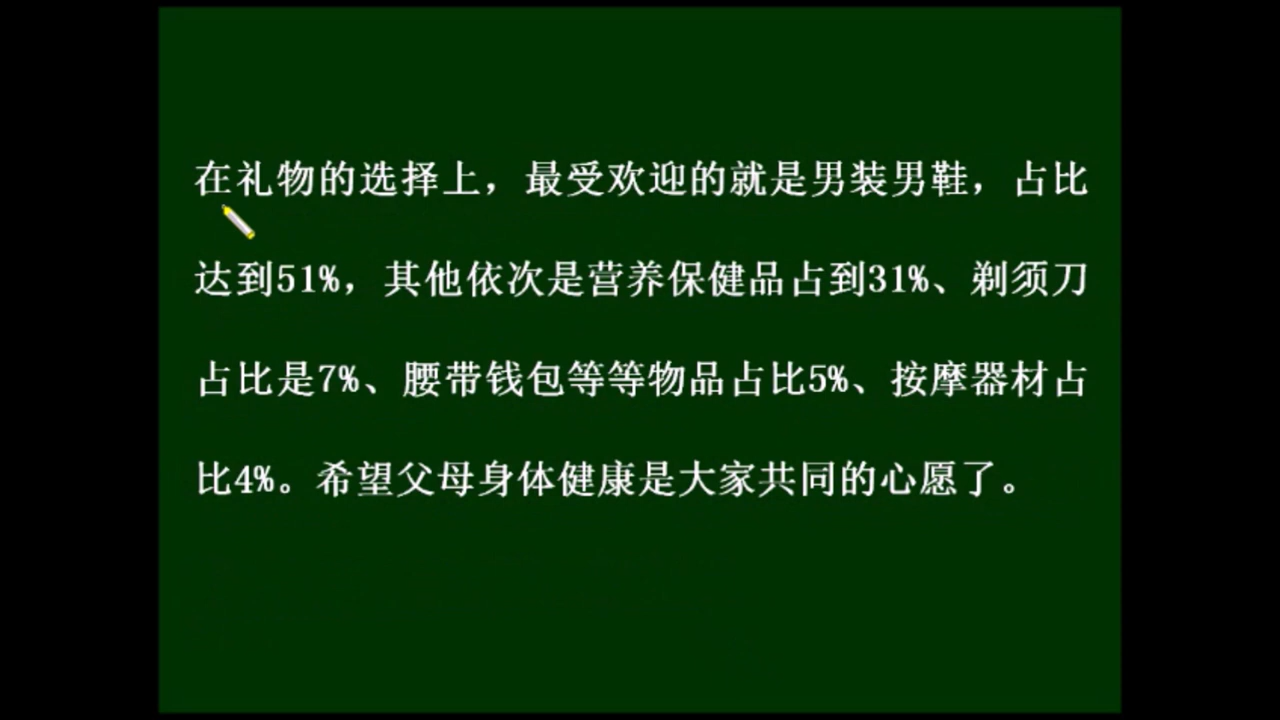 在礼物的选择上，最受欢迎的就是男装男鞋，占比
达到51%，其他依次是营养保健品占到31%、剃须刀
占比是7%、腰带钱包等等物品占比5%、按摩器材占
比4%。希望父母身体健康是大家共同的心愿了。